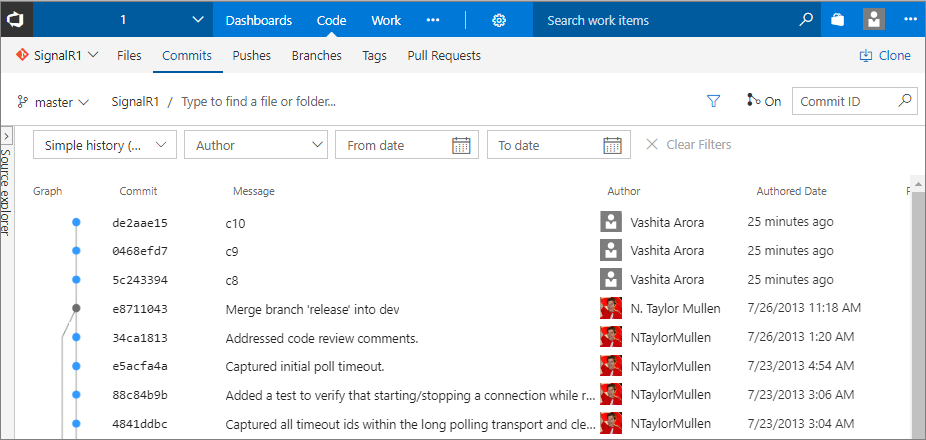 1 Dashboards Code Work ••• Search work items •••
SignalR1 Files Commits Pushes Branches Tags Pull Requests Clone
master SignalR1 / Type to find a file or folder... On Commit ID
Simple history (... Author From date To date Clear Filters
Source explorer
Graph Commit Message Author Authored Date
de2aae15 c10 Vashita Arora 25 minutes ago
0468efd7 c9 Vashita Arora 25 minutes ago
5c243394 c8 Vashita Arora 25 minutes ago
e8711043 Merge branch 'release' into dev N. Taylor Mullen 7/26/2013 11:18 AM
34ca1813 Addressed code review comments. NTaylorMullen 7/26/2013 1:20 AM
e5acfa4a Captured initial poll timeout. NTaylorMullen 7/23/2013 4:54 AM
88c84b9b Added a test to verify that starting/stopping a connection while r... NTaylorMullen 7/23/2013 3:06 AM
4841ddbc Captured all timeout ids within the long polling transport and cle... NTaylorMullen 7/23/2013 3:04 AM